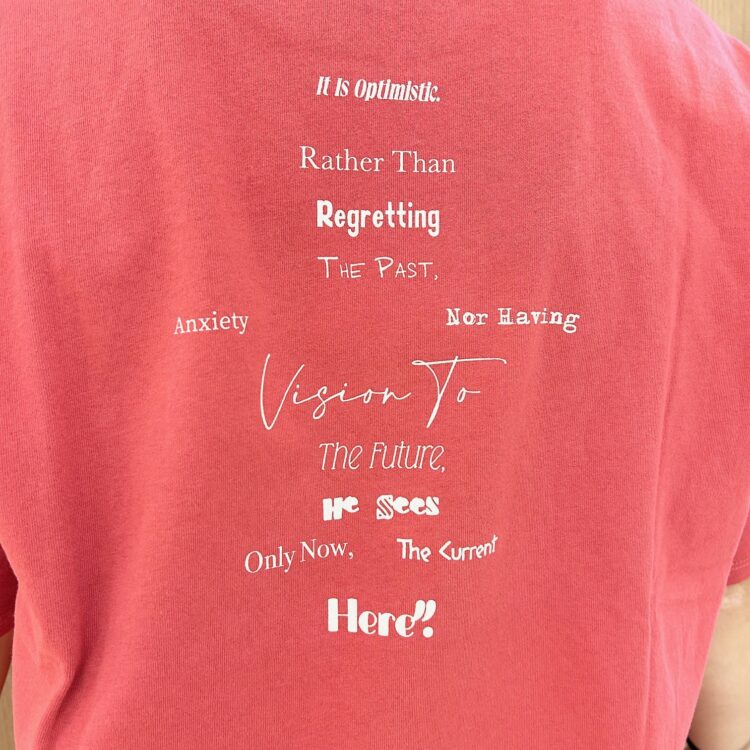 It Is Optimistic.
Rather Than
Regretting
The Past,
Anxiety Nor Having
Vision To
The Future,
He Sees
Only Now, The Current
Here".